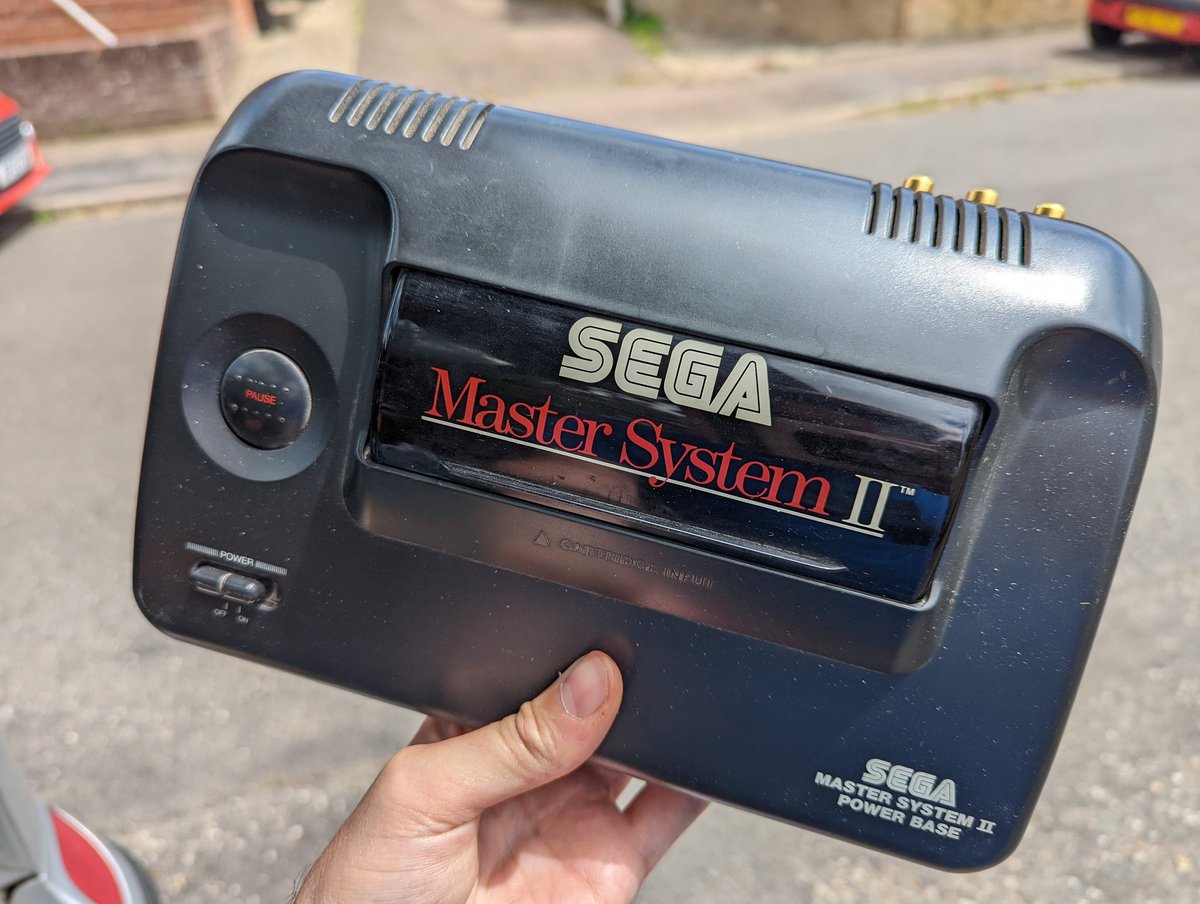 SEGA
Master System II™
PAUSE
△ CARTRIDGE INPUT
POWER
OFF ON
SEGA
MASTER SYSTEM II
POWER BASE